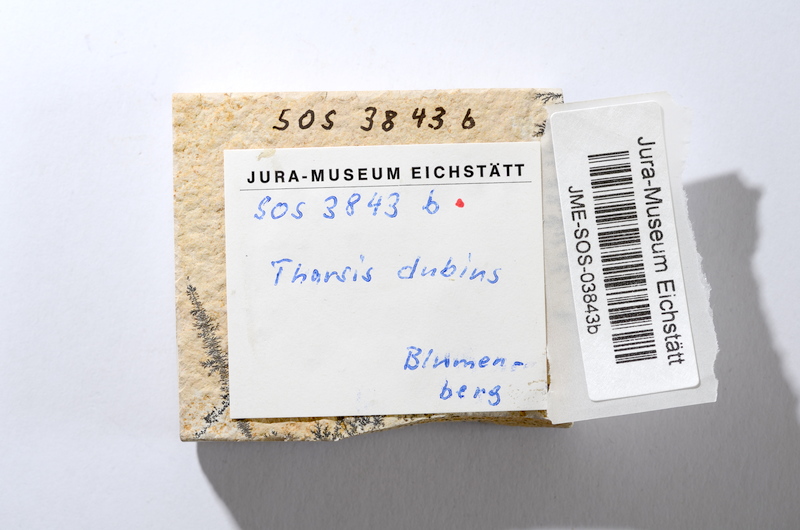 SOS 3843 b
JURA-MUSEUM EICHSTÄTT
SOS 3843 b
Tharsis dubius
Blumen-
berg
Jura-Museum Eichstätt
JME-SOS-03843b